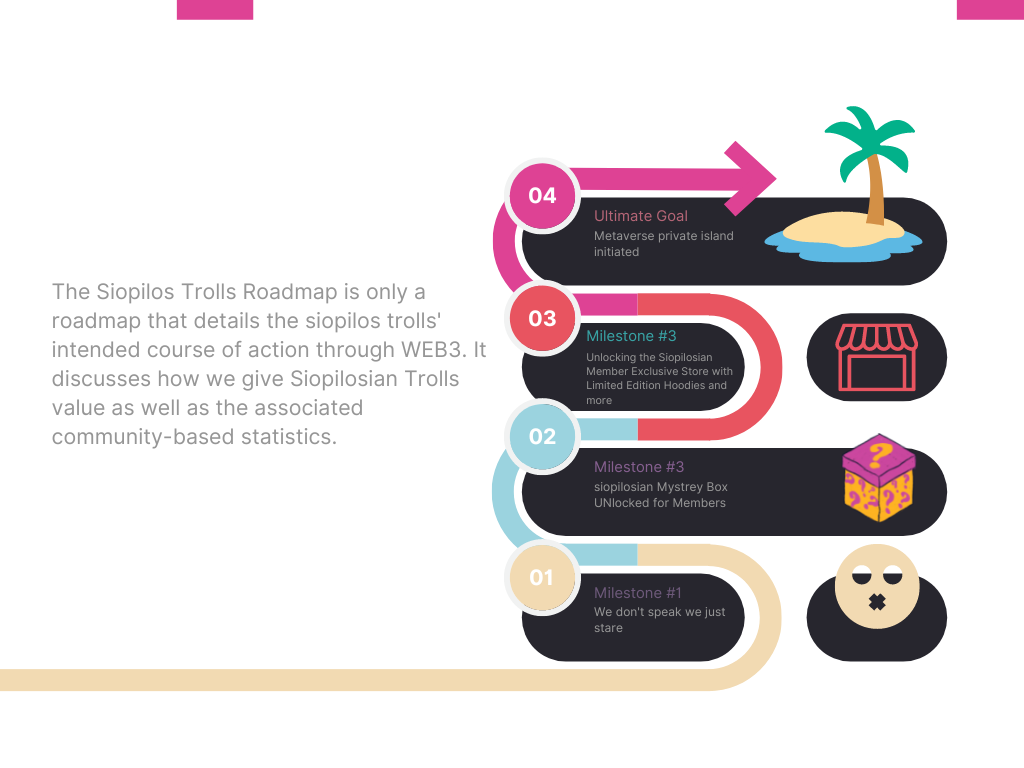 The Siopilos Trolls Roadmap is only a
roadmap that details the siopilos trolls'
intended course of action through WEB3. It
discusses how we give Siopilosian Trolls
value as well as the associated
community-based statistics.
04
Ultimate Goal
Metaverse private island
initiated
03
Milestone #3
Unlocking the Siopilosian
Member Exclusive Store with
Limited Edition Hoodies and
more
02
Milestone #3
siopilosian Mystrey Box
UNlocked for Members
?
? ? ? ?
01
Milestone #1
We don't speak we just
stare